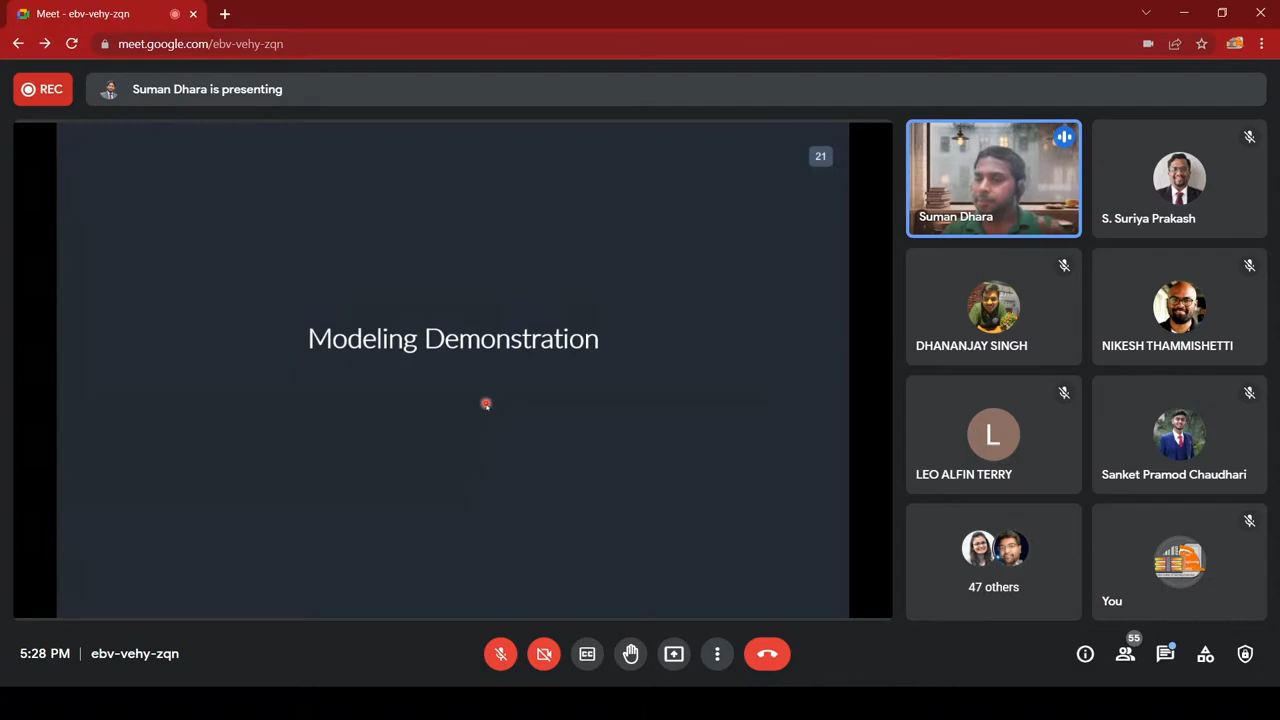 Meet - ebv-vehy-zqn
meet.google.com/ebv-vehy-zqn
REC
Suman Dhara is presenting
21
Modeling Demonstration
Suman Dhara
S. Suriya Prakash
DHANANJAY SINGH
NIKESH THAMMISHETTI
L
LEO ALFIN TERRY
Sanket Pramod Chaudhari
47 others
You
5:28 PM
ebv-vehy-zqn
CC
55